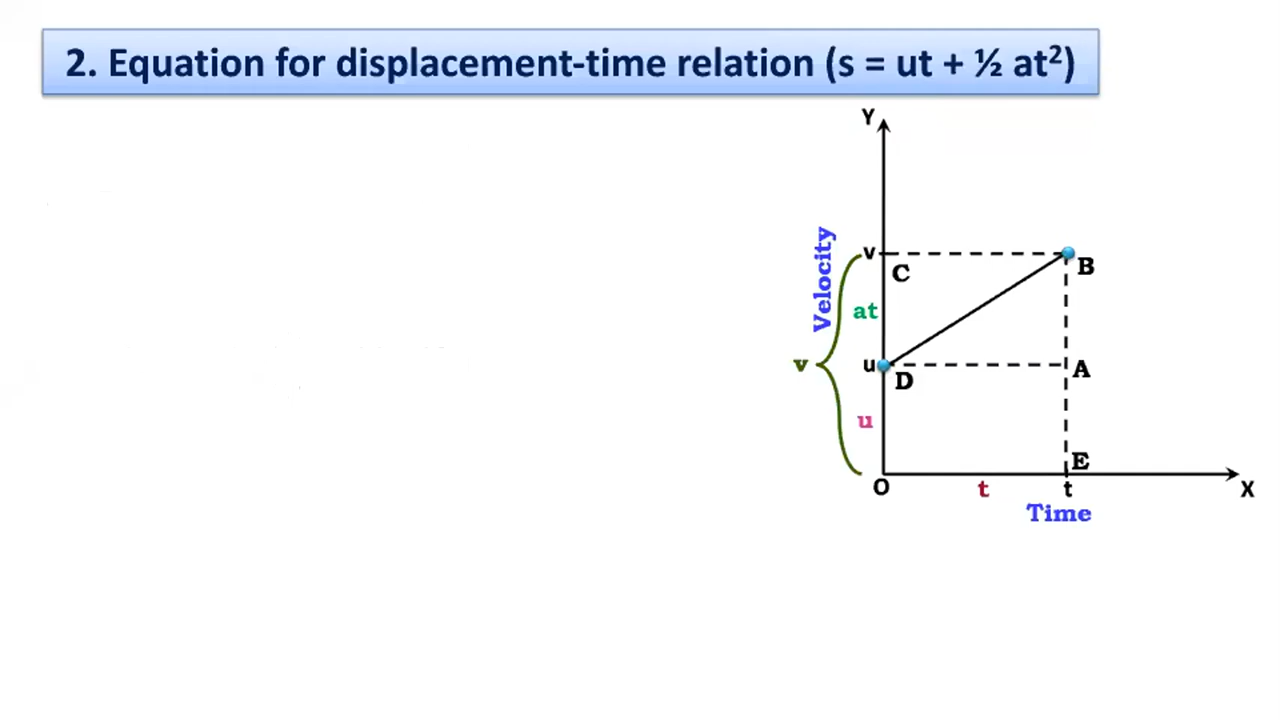 2. Equation for displacement-time relation (s = ut + ½ at²)
Y
Velocity
v
C
B
at
v
u
D
A
u
E
O
t
t
X
Time